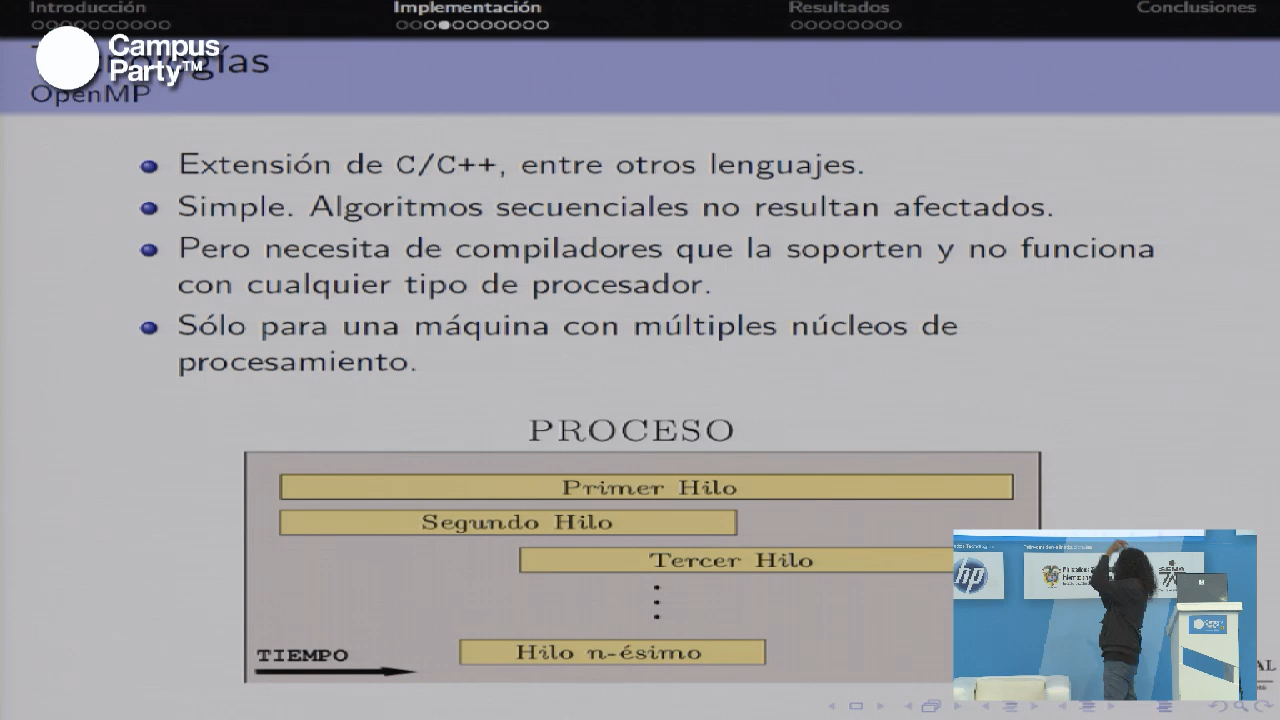 Introducción Implementación Resultados Conclusiones
Campus
Party™
OpenMP
Extensión de C/C++, entre otros lenguajes.
Simple. Algoritmos secuenciales no resultan afectados.
Pero necesita de compiladores que la soporten y no funciona
con cualquier tipo de procesador.
Sólo para una máquina con múltiples núcleos de
procesamiento.
PROCESO
Primer Hilo
Segundo Hilo
Tercer Hilo
Hilo n-ésimo
TIEMPO
hp